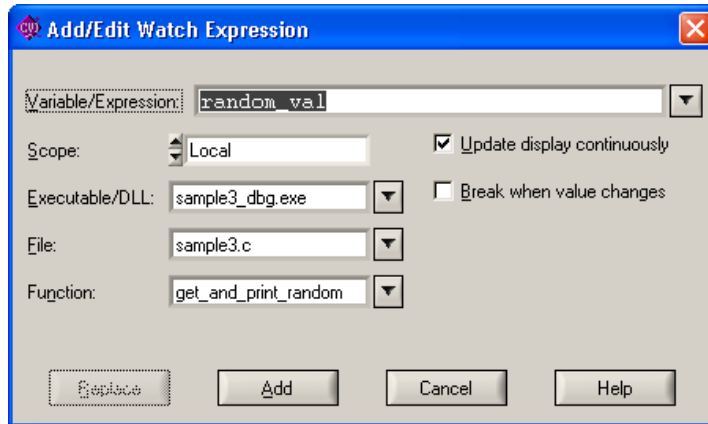 CVI Add/Edit Watch Expression
Variable/Expression: random_val
Scope: Local
Update display continuously
Executable/DLL: sample3_dbg.exe
Break when value changes
File: sample3.c
Function: get_and_print_random
Replace Add Cancel Help